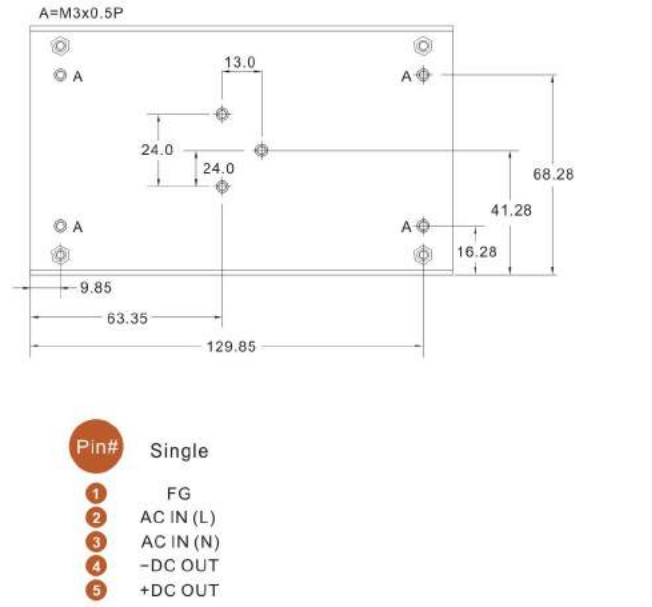 A=M3x0.5P
13.0
A A
24.0
24.0
68.28
41.28
A A
16.28
9.85
63.35
129.85
Pin# Single
1 FG
2 AC IN (L)
3 AC IN (N)
4 −DC OUT
5 +DC OUT